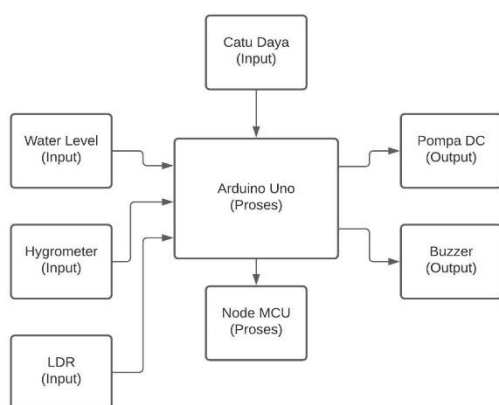 Catu Daya
(Input)
Water Level
(Input)
Arduino Uno
(Proses)
Pompa DC
(Output)
Hygrometer
(Input)
Buzzer
(Output)
Node MCU
(Proses)
LDR
(Input)